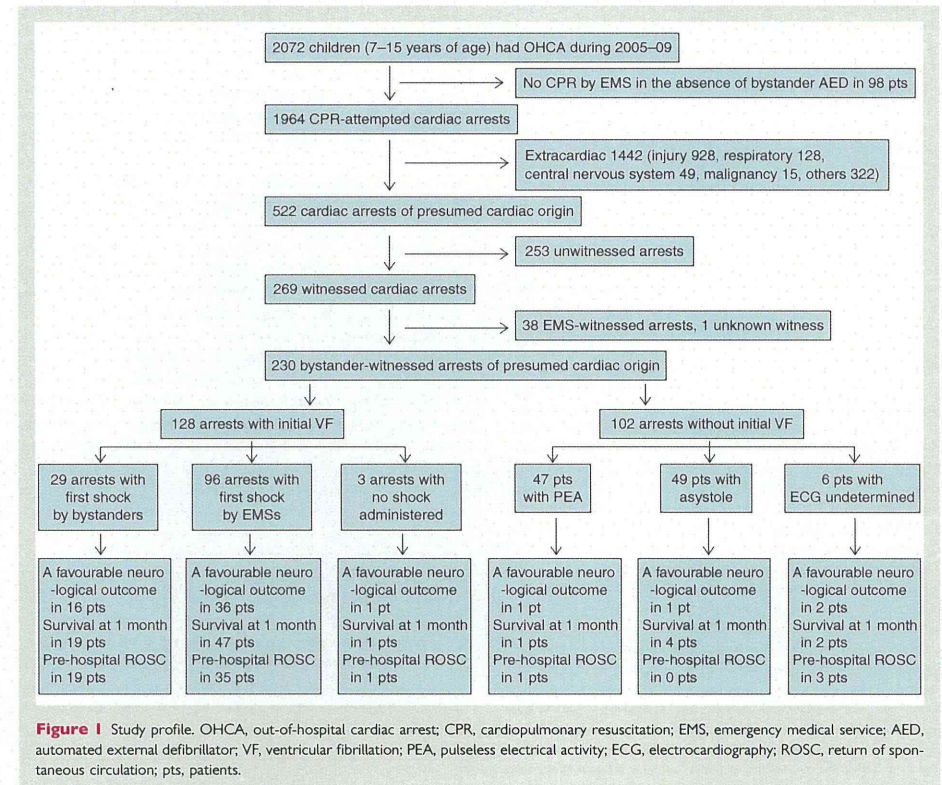 2072 children (7–15 years of age) had OHCA during 2005–09
No CPR by EMS in the absence of bystander AED in 98 pts
1964 CPR-attempted cardiac arrests
Extracardiac 1442 (injury 928, respiratory 128,
central nervous system 49, malignancy 15, others 322)
522 cardiac arrests of presumed cardiac origin
253 unwitnessed arrests
269 witnessed cardiac arrests
38 EMS-witnessed arrests, 1 unknown witness
230 bystander-witnessed arrests of presumed cardiac origin
128 arrests with initial VF
102 arrests without initial VF
29 arrests with
first shock
by bystanders
96 arrests with
first shock
by EMSs
3 arrests with
no shock
administered
47 pts
with PEA
49 pts with
asystole
6 pts with
ECG undetermined
A favourable neuro
-logical outcome
in 16 pts
Survival at 1 month
in 19 pts
Pre-hospital ROSC
in 19 pts
A favourable neuro
-logical outcome
in 36 pts
Survival at 1 month
in 47 pts
Pre-hospital ROSC
in 35 pts
A favourable neuro
-logical outcome
in 1 pt
Survival at 1 month
in 1 pts
Pre-hospital ROSC
in 1 pts
A favourable neuro
-logical outcome
in 1 pt
Survival at 1 month
in 1 pts
Pre-hospital ROSC
in 1 pts
A favourable neuro
-logical outcome
in 1 pt
Survival at 1 month
in 4 pts
Pre-hospital ROSC
in 0 pts
A favourable neuro
-logical outcome
in 2 pts
Survival at 1 month
in 2 pts
Pre-hospital ROSC
in 3 pts
Figure 1 Study profile. OHCA, out-of-hospital cardiac arrest; CPR, cardiopulmonary resuscitation; EMS, emergency medical service; AED,
automated external defibrillator; VF, ventricular fibrillation; PEA, pulseless electrical activity; ECG, electrocardiography; ROSC, return of spon-
taneous circulation; pts, patients.